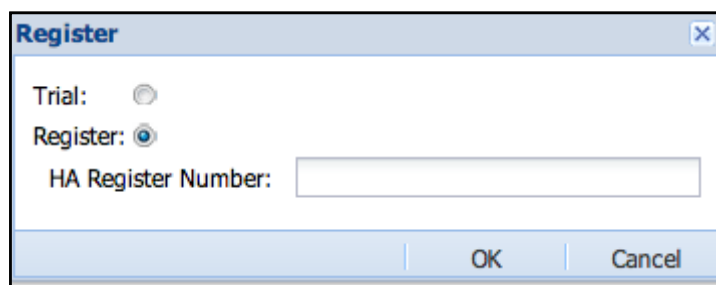 Register
Trial:
Register:
HA Register Number:
OK Cancel